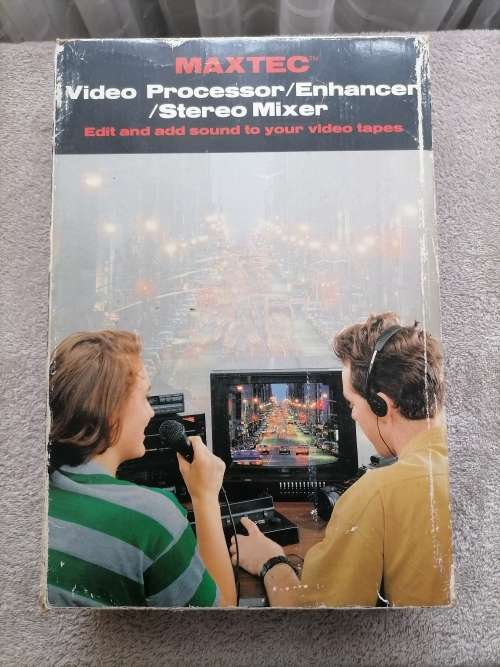 MAXTEC™
Video Processor/Enhancer
/Stereo Mixer
Edit and add sound to your video tapes